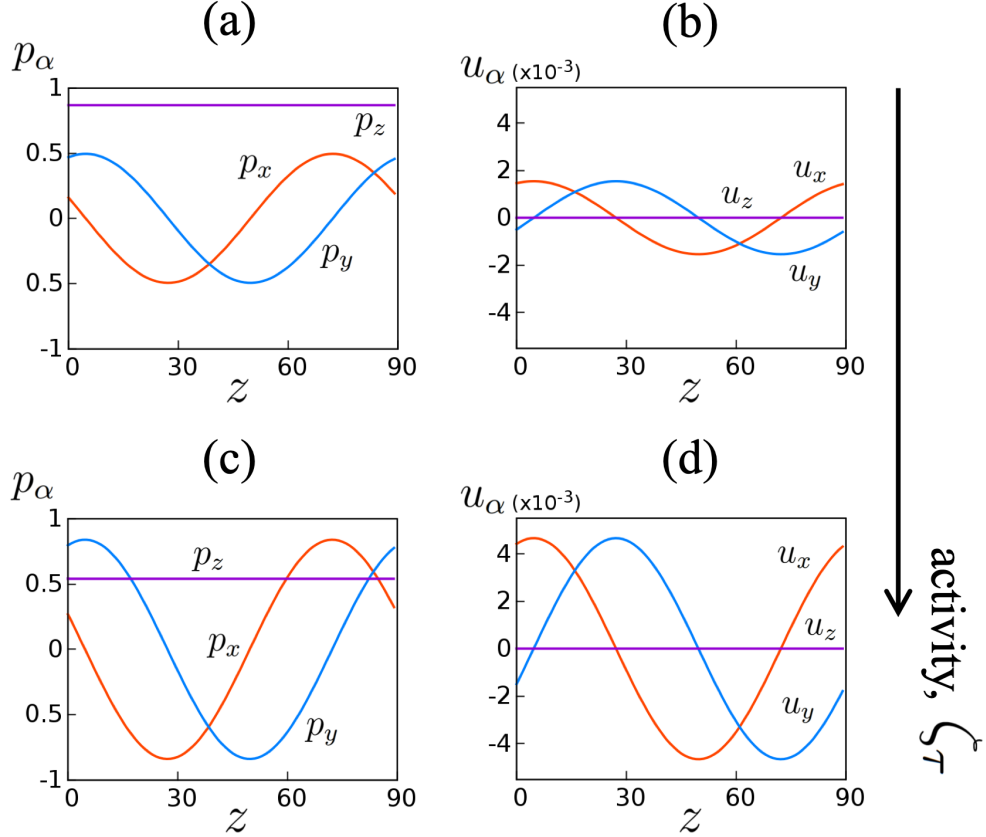 (a)
p_α
1
0.5
0
0.5
-1
0
30
60
90
z
p_z
p_x
p_y
(b)
u_α (x10⁻³)
4
2
0
-2
-4
0
30
60
90
z
u_x
u_z
u_y
(c)
p_α
1
0.5
0
0.5
-1
0
30
60
90
z
p_z
p_x
p_y
(d)
u_α (x10⁻³)
4
2
0
-2
-4
0
30
60
90
z
u_x
u_z
u_y
activity, ζ_τ